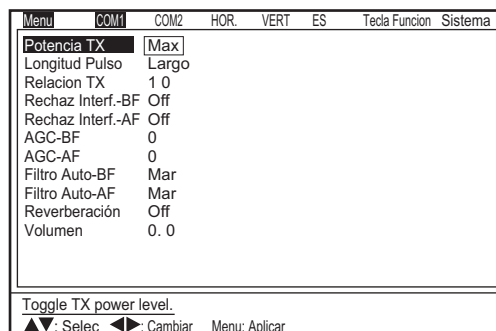 Menu COM1 COM2 HOR. VERT ES Tecla Funcion Sistema
Potencia TX Max
Longitud Pulso Largo
Relacion TX 1 0
Rechaz Interf.-BF Off
Rechaz Interf.-AF Off
AGC-BF 0
AGC-AF 0
Filtro Auto-BF Mar
Filtro Auto-AF Mar
Reverberación Off
Volumen 0. 0
Toggle TX power level.
▲▼: Selec ◀▶: Cambiar Menu: Aplicar